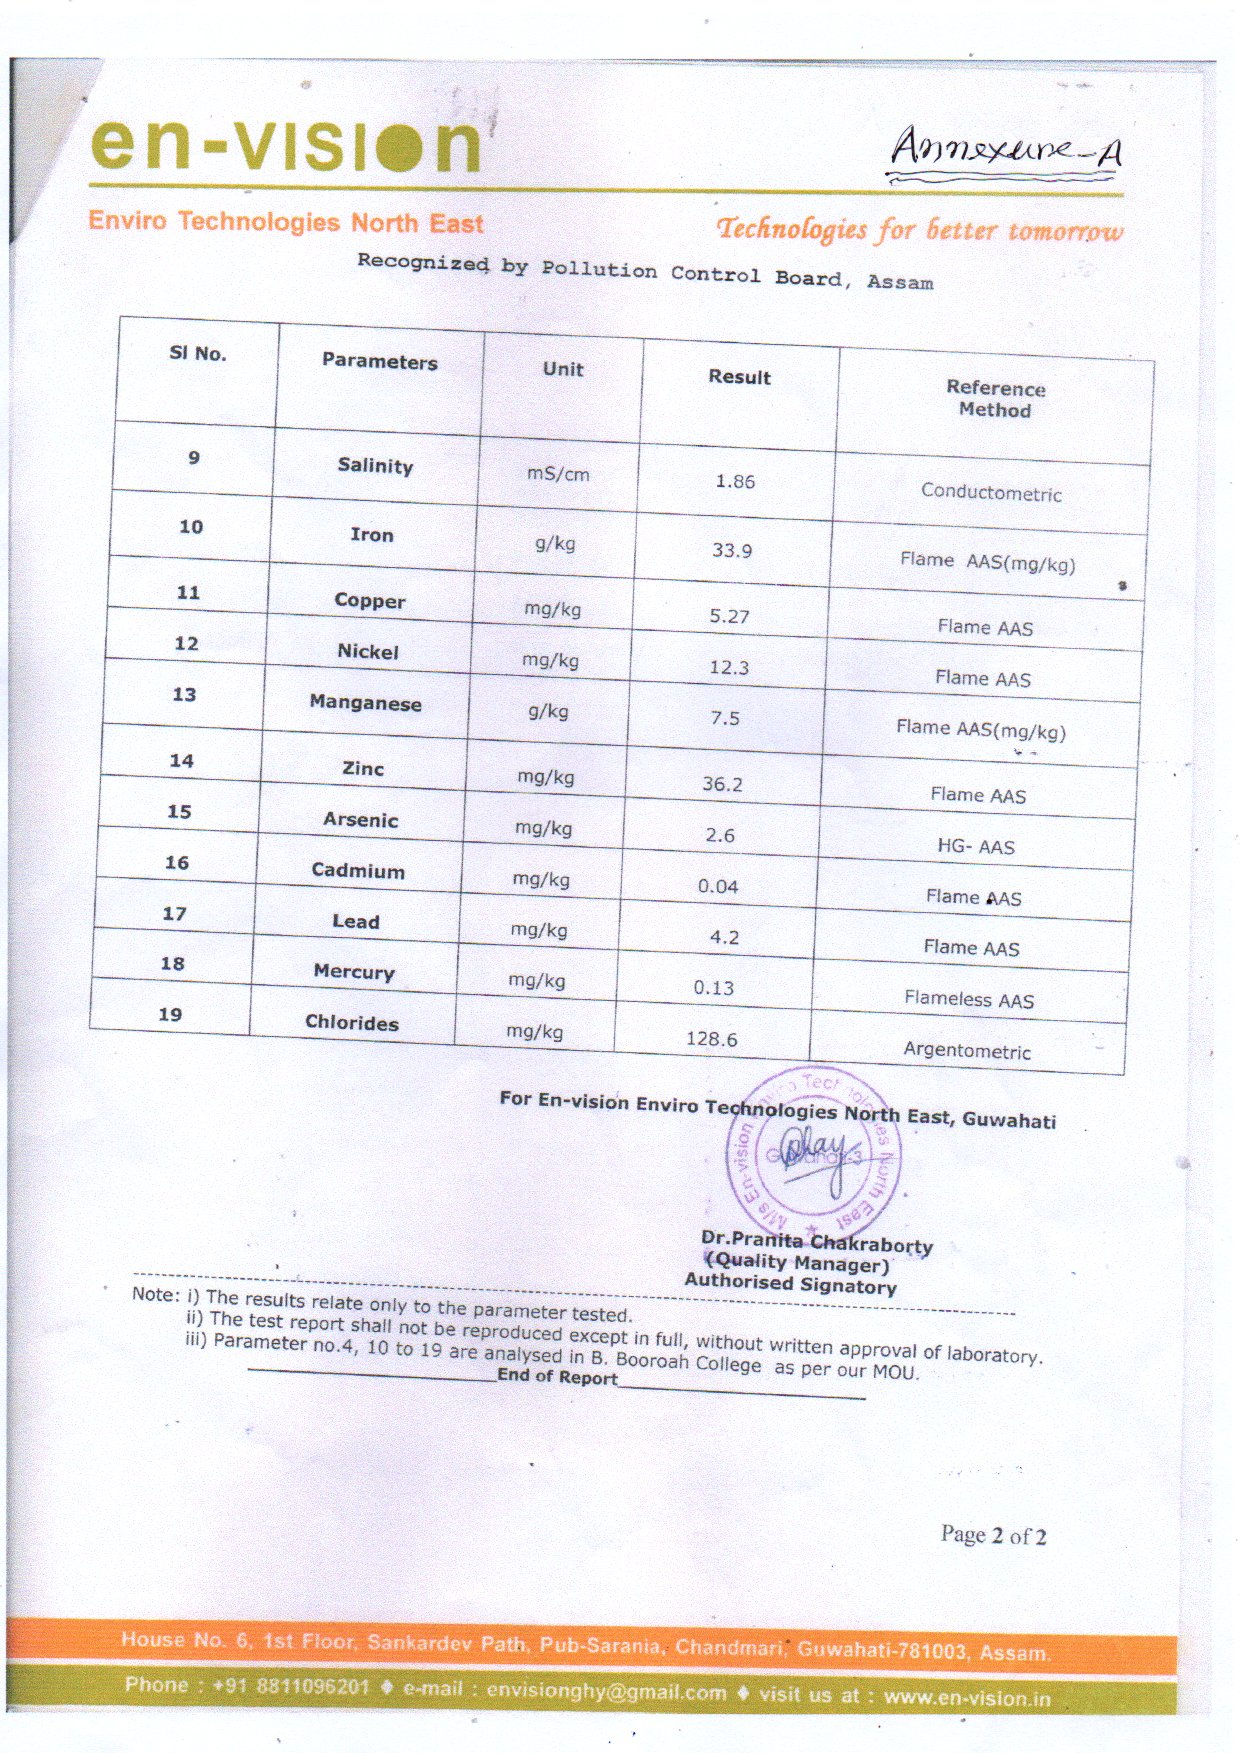 en-vision
Annexure-A
Enviro Technologies North East
Technologies for better tomorrow
Recognized by Pollution Control Board, Assam
Sl No. Parameters Unit Result Reference Method
9 Salinity mS/cm 1.86 Conductometric
10 Iron g/kg 33.9 Flame AAS(mg/kg)
11 Copper mg/kg 5.27 Flame AAS
12 Nickel mg/kg 12.3 Flame AAS
13 Manganese g/kg 7.5 Flame AAS(mg/kg)
14 Zinc mg/kg 36.2 Flame AAS
15 Arsenic mg/kg 2.6 HG- AAS
16 Cadmium mg/kg 0.04 Flame AAS
17 Lead mg/kg 4.2 Flame AAS
18 Mercury mg/kg 0.13 Flameless AAS
19 Chlorides mg/kg 128.6 Argentometric
For En-vision Enviro Technologies North East, Guwahati
M/s En-vision Enviro Technologies North East
Dr.Pranita Chakraborty
(Quality Manager)
Authorised Signatory
Note: i) The results relate only to the parameter tested.
ii) The test report shall not be reproduced except in full, without written approval of laboratory.
iii) Parameter no.4, 10 to 19 are analysed in B. Booroah College as per our MOU.
End of Report
Page 2 of 2
House No. 6, 1st Floor, Sankardev Path, Pub-Sarania, Chandmari, Guwahati-781003, Assam.
Phone : +91 8811096201 ♦ e-mail : envisionghy@gmail.com ♦ visit us at : www.en-vision.in